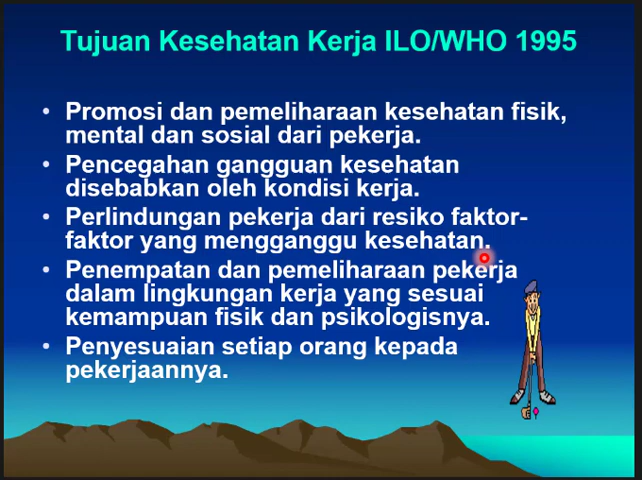 Tujuan Kesehatan Kerja ILO/WHO 1995
• Promosi dan pemeliharaan kesehatan fisik,
mental dan sosial dari pekerja.
• Pencegahan gangguan kesehatan
disebabkan oleh kondisi kerja.
• Perlindungan pekerja dari resiko faktor-
faktor yang mengganggu kesehatan.
• Penempatan dan pemeliharaan pekerja
dalam lingkungan kerja yang sesuai
kemampuan fisik dan psikologisnya.
• Penyesuaian setiap orang kepada
pekerjaannya.